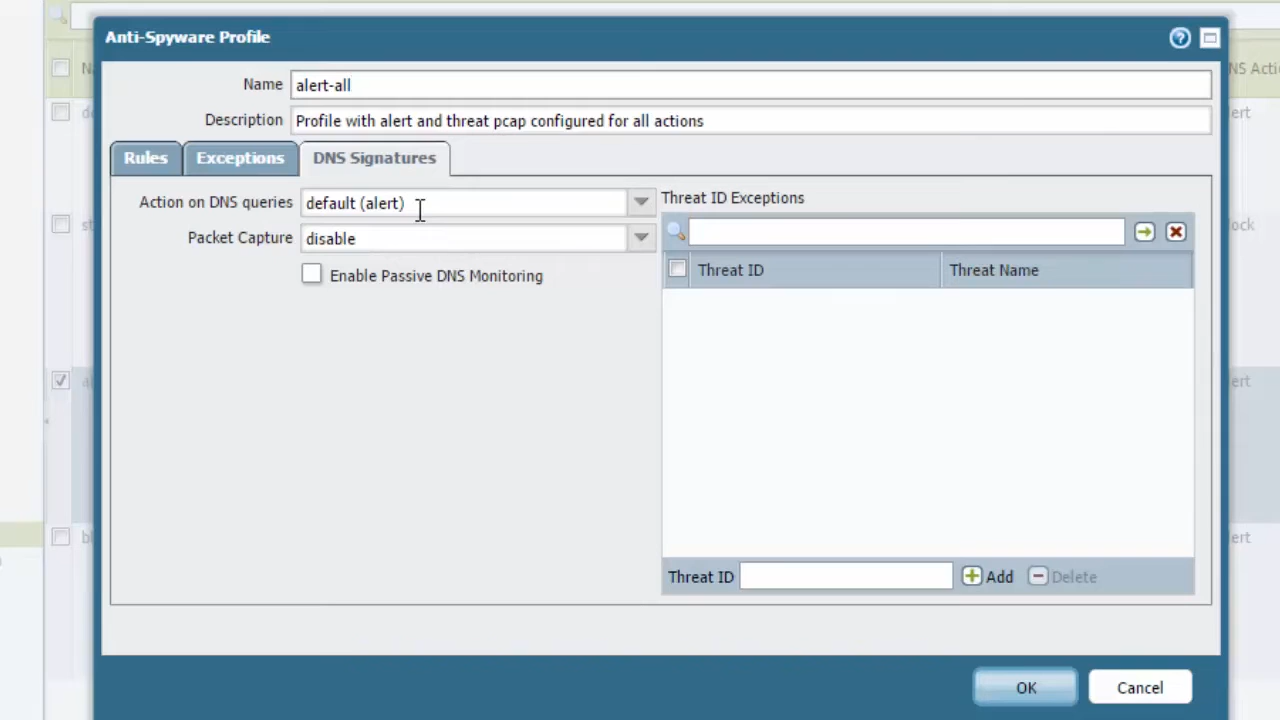 Anti-Spyware Profile
Name alert-all
Description Profile with alert and threat pcap configured for all actions
Rules Exceptions DNS Signatures
Action on DNS queries default (alert)
Packet Capture disable
Enable Passive DNS Monitoring
Threat ID Exceptions
Threat ID Threat Name
Threat ID Add Delete
OK Cancel